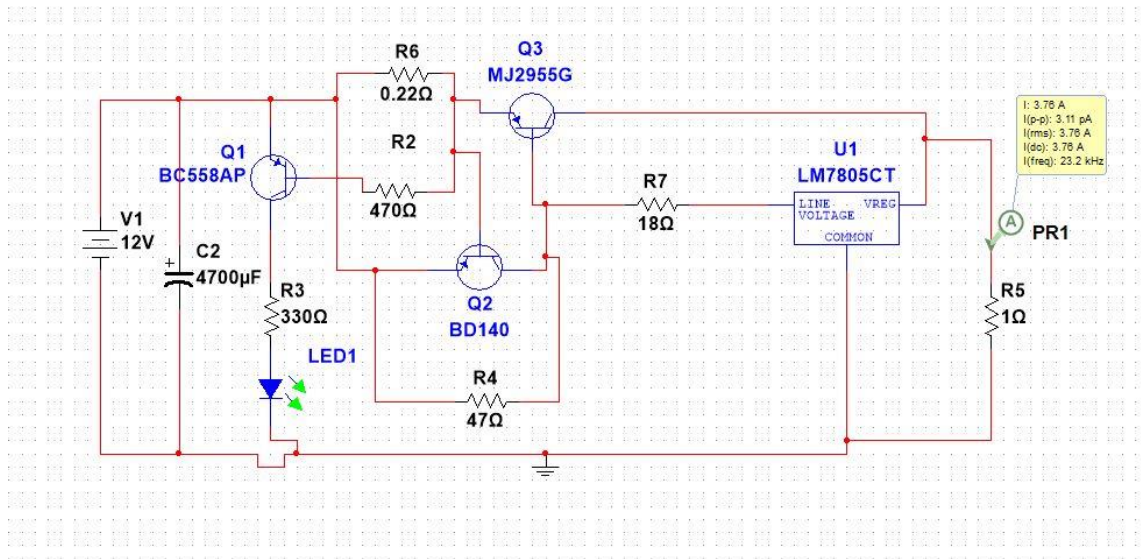 R6
0.22Ω
Q3
MJ2955G
I: 3.76 A
I(p-p): 3.11 pA
I(rms): 3.76 A
I(dc): 3.76 A
I(freq): 23.2 kHz
R2
470Ω
Q1
BC558AP
U1
LM7805CT
LINE VREG
VOLTAGE
COMMON
R7
18Ω
A
PR1
V1
12V
+
C2
4700µF
R3
330Ω
Q2
BD140
R5
1Ω
LED1
R4
47Ω